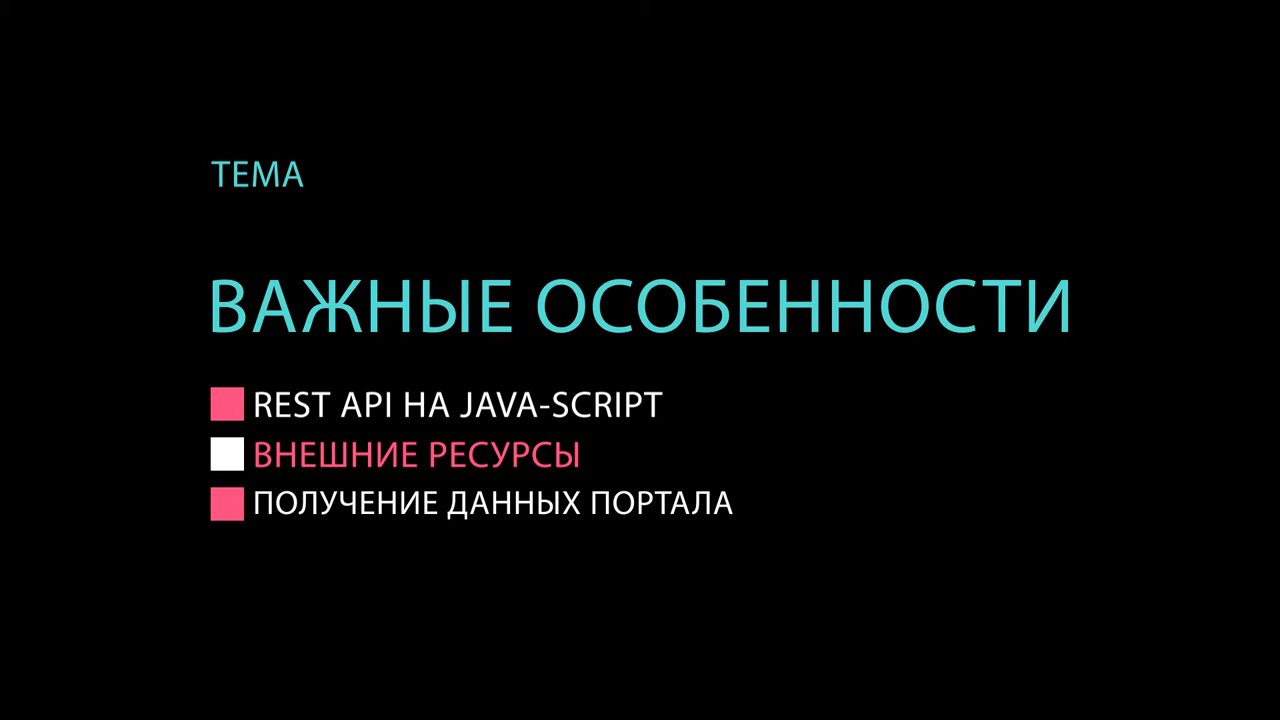 ТЕМА
ВАЖНЫЕ ОСОБЕННОСТИ
REST API НА JAVA-SCRIPT
ВНЕШНИЕ РЕСУРСЫ
ПОЛУЧЕНИЕ ДАННЫХ ПОРТАЛА